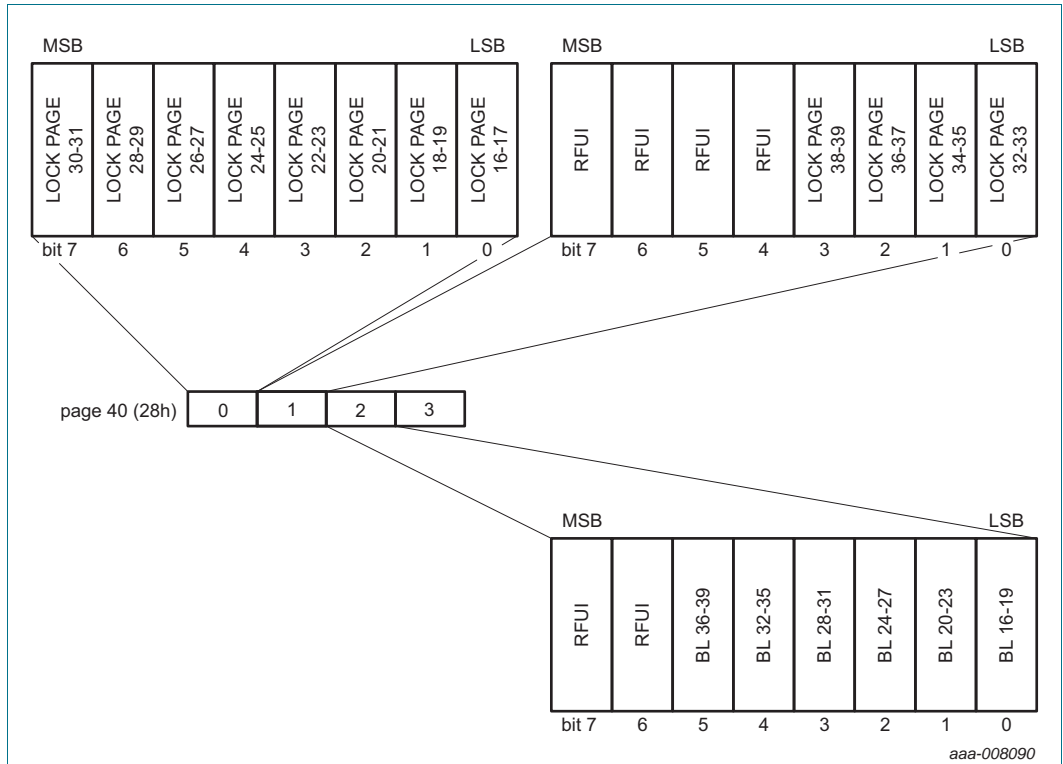 MSB LSB
LOCK PAGE 30-31
LOCK PAGE 28-29
LOCK PAGE 26-27
LOCK PAGE 24-25
LOCK PAGE 22-23
LOCK PAGE 20-21
LOCK PAGE 18-19
LOCK PAGE 16-17
bit 7 6 5 4 3 2 1 0
MSB LSB
RFUI
RFUI
RFUI
RFUI
LOCK PAGE 38-39
LOCK PAGE 36-37
LOCK PAGE 34-35
LOCK PAGE 32-33
bit 7 6 5 4 3 2 1 0
page 40 (28h) 0 1 2 3
MSB LSB
RFUI
RFUI
BL 36-39
BL 32-35
BL 28-31
BL 24-27
BL 20-23
BL 16-19
bit 7 6 5 4 3 2 1 0
aaa-008090